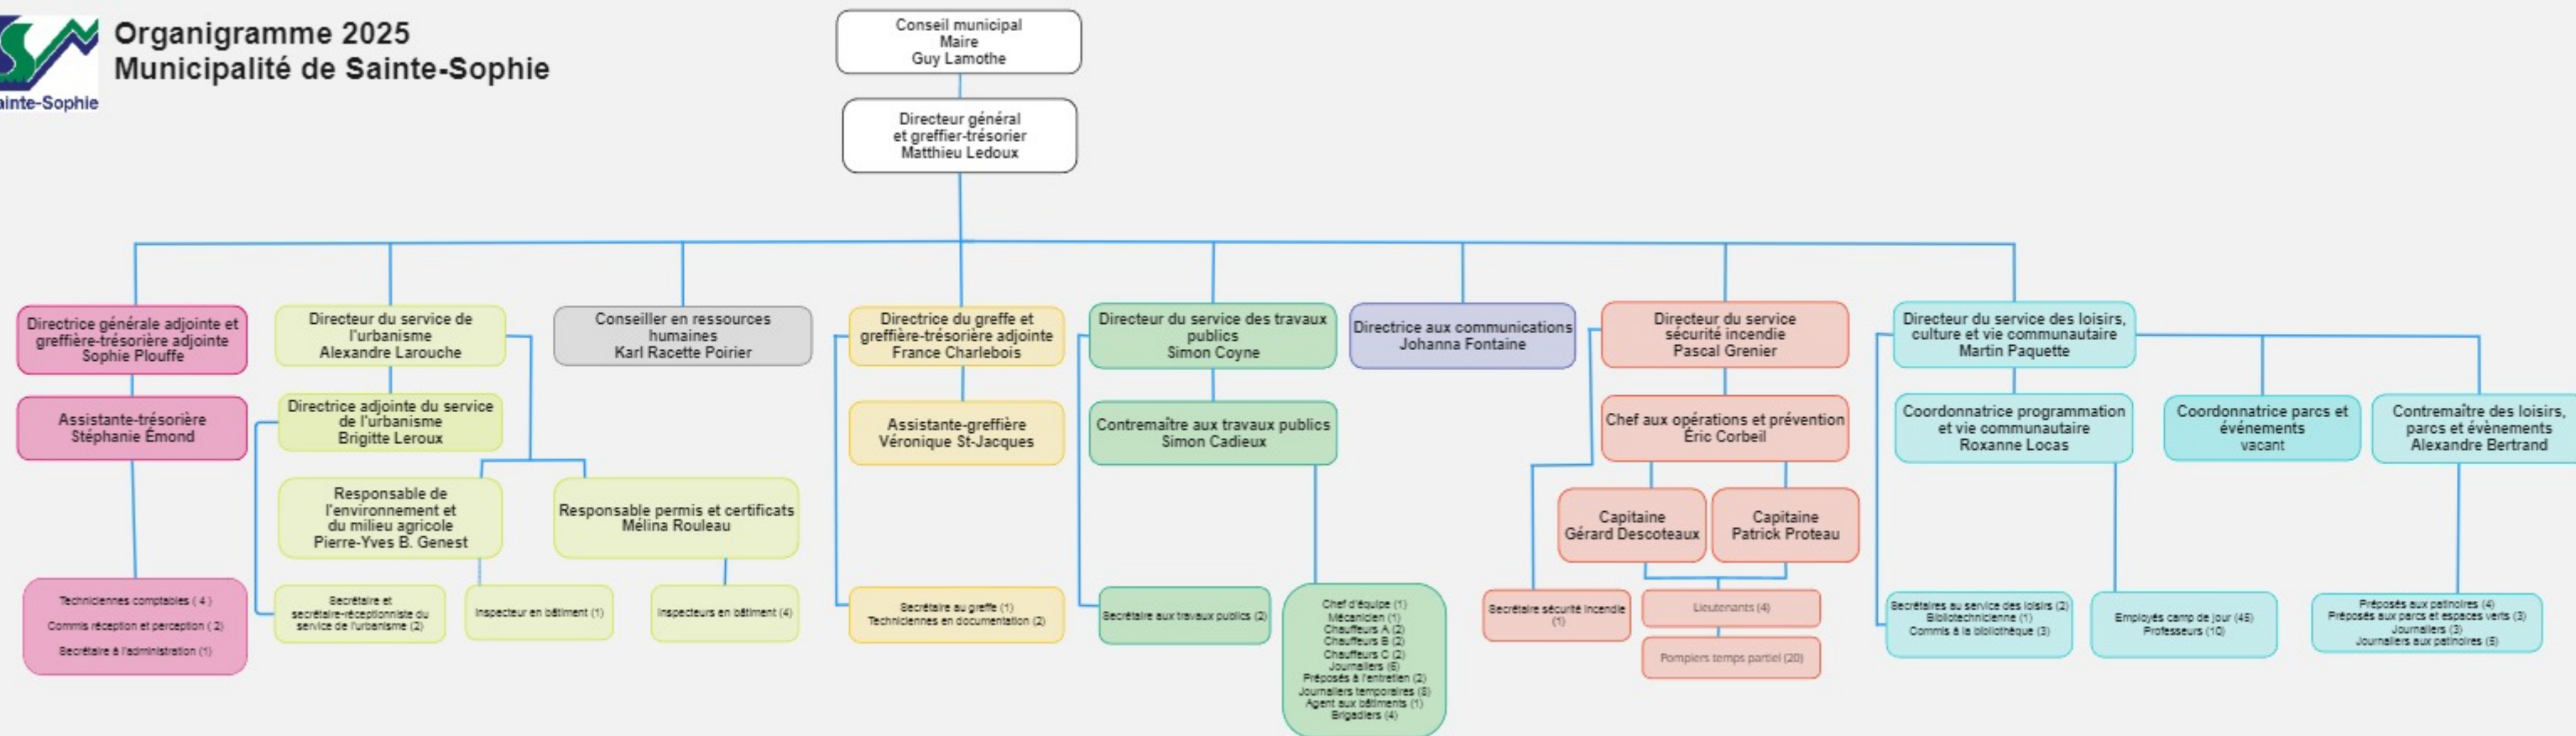 Organigramme 2025
Municipalité de Sainte-Sophie
ainte-Sophie
Conseil municipal
Maire
Guy Lamothe
Directeur général
et greffier-trésorier
Matthieu Ledoux
Directrice générale adjointe et
greffière-trésorière adjointe
Sophie Plouffe
Directeur du service de
l'urbanisme
Alexandre Larouche
Conseiller en ressources
humaines
Karl Racette Poirier
Directrice du greffe et
greffière-trésorière adjointe
France Charlebois
Directeur du service des travaux
publics
Simon Coyne
Directrice aux communications
Johanna Fontaine
Directeur du service
sécurité incendie
Pascal Grenier
Directeur du service des loisirs,
culture et vie communautaire
Martin Paquette
Assistante-trésorière
Stéphanie Émond
Directrice adjointe du service
de l'urbanisme
Brigitte Leroux
Assistante-greffière
Véronique St-Jacques
Contremaître aux travaux publics
Simon Cadieux
Chef aux opérations et prévention
Éric Corbeil
Coordonnatrice programmation
et vie communautaire
Roxanne Locas
Coordonnatrice parcs et
événements
vacant
Contremaître des loisirs,
parcs et évènements
Alexandre Bertrand
Responsable de
l'environnement et
du milieu agricole
Pierre-Yves B. Genest
Responsable permis et certificats
Mélina Rouleau
Capitaine
Gérard Descoteaux
Capitaine
Patrick Proteau
Techniciennes comptables ( 4 )
Commis réception et perception ( 2)
Secrétaire à l'administration (1)
Secrétaire et
secrétaire-réceptionniste du
service de l'urbanisme (2)
Inspecteur en bâtiment (1)
Inspecteurs en bâtiment (4)
Secrétaire au greffe (1)
Techniciennes en documentation (2)
Secrétaire aux travaux publics (2)
Chef d'équipe (1)
Mécanicien (1)
Chauffeurs A (2)
Chauffeurs B (2)
Chauffeurs C (2)
Journaliers (6)
Préposés à l'entretien (2)
Journaliers temporaires (8)
Agent aux bâtiments (1)
Brigadiers (4)
Secrétaire sécurité incendie
(1)
Lieutenants (4)
Pompiers temps partiel (20)
Secrétaires au service des loisirs (2)
Bibliotechnicienne (1)
Commis à la bibliothèque (3)
Employés camp de jour (45)
Professeurs (10)
Préposés aux patinoires (4)
Préposés aux parcs et espaces verts (3)
Journaliers (3)
Journaliers aux patinoires (5)